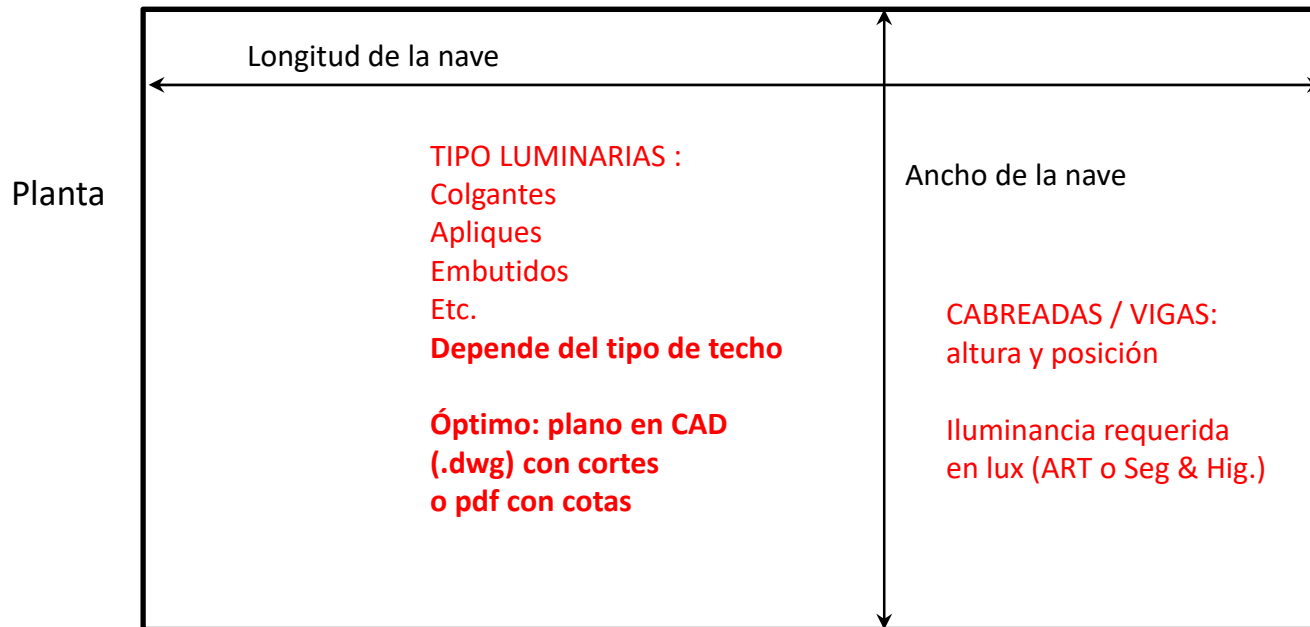 Longitud de la nave
Planta
TIPO LUMINARIAS :
Colgantes
Apliques
Embutidos
Etc.
Depende del tipo de techo
Óptimo: plano en CAD
(.dwg) con cortes
o pdf con cotas
Ancho de la nave
CABREADAS / VIGAS:
altura y posición
Iluminancia requerida
en lux (ART o Seg & Hig.)